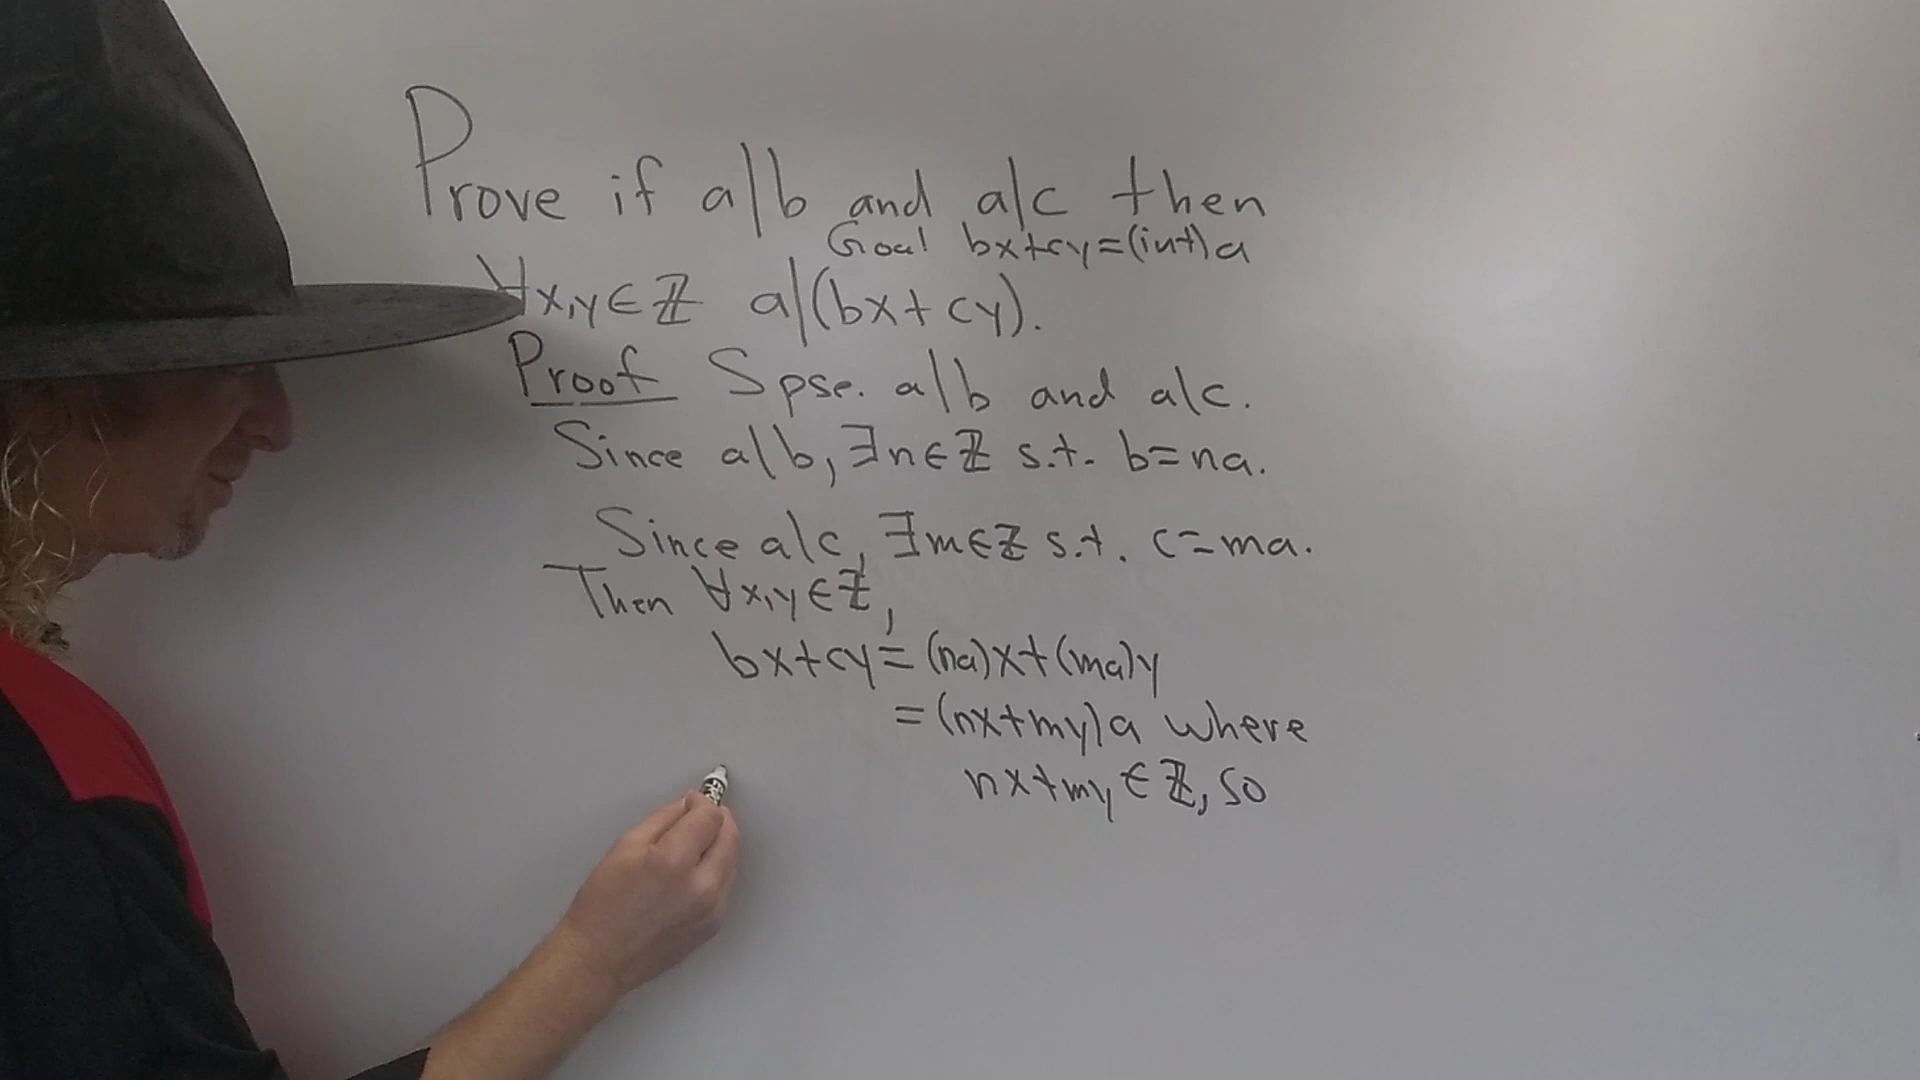 Prove if a|b and a|c then
Goal bx+cy=(int)a
∀x,y∈ℤ a|(bx+cy).
Proof Spse. a|b and a|c.
Since a|b, ∃n∈ℤ s.t. b=na.
Since a|c, ∃m∈ℤ s.t. c=ma.
Then ∀x,y∈ℤ,
bx+cy=(na)x+(ma)y
=(nx+my)a where
nx+my∈ℤ, so